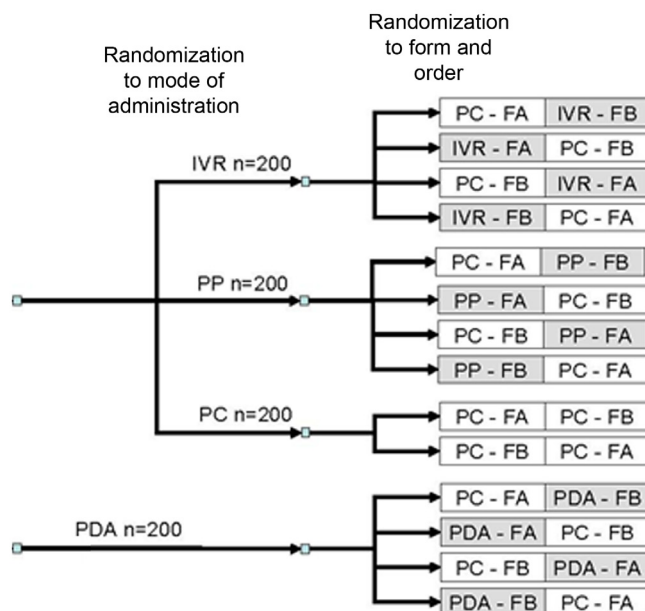 Randomization
to mode of
administration
Randomization
to form and
order
IVR n=200
PC - FA IVR - FB
IVR - FA PC - FB
PC - FB IVR - FA
IVR - FB PC - FA
PP n=200
PC - FA PP - FB
PP - FA PC - FB
PC - FB PP - FA
PP - FB PC - FA
PC n=200
PC - FA PC - FB
PC - FB PC - FA
PDA n=200
PC - FA PDA - FB
PDA - FA PC - FB
PC - FB PDA - FA
PDA - FB PC - FA